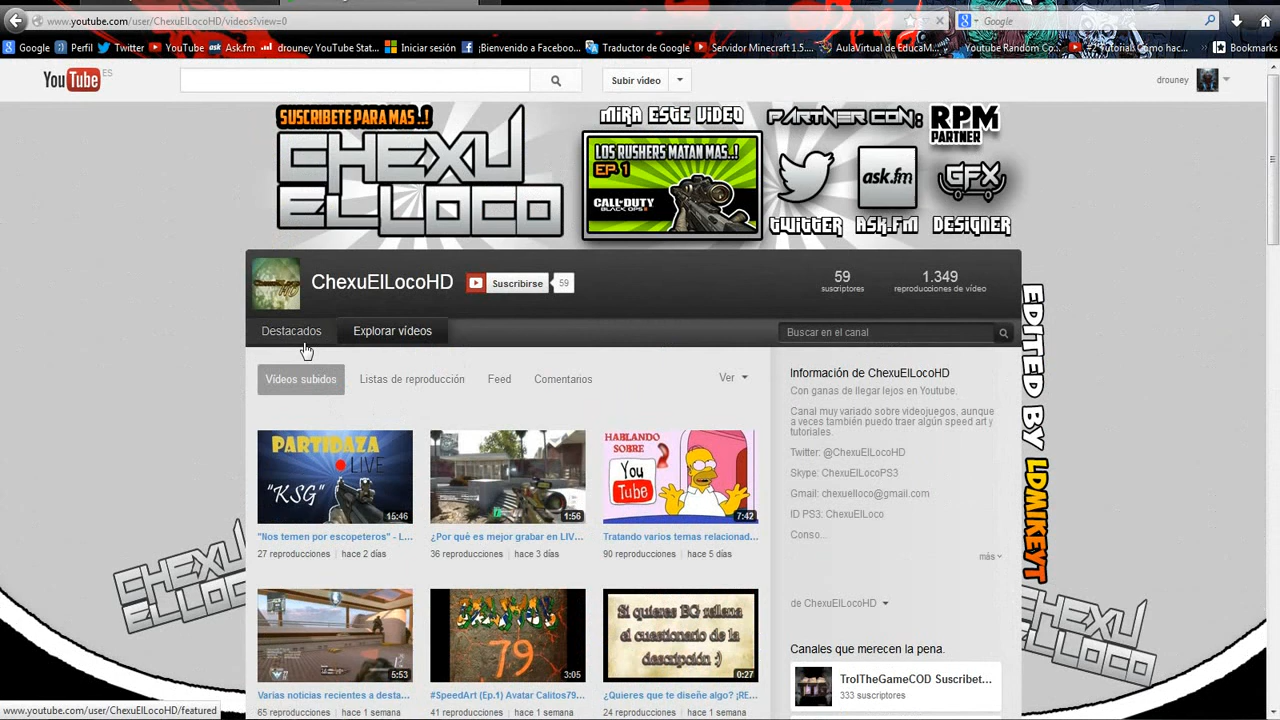 www.youtube.com/user/ChexuElLocoHD/videos?view=0
Google
Google
Perfil
Twitter
YouTube
Ask.fm
drouney YouTube Stat...
Iniciar sesión
¡Bienvenido a Faceboo...
Traductor de Google
Servidor Minecraft 1.5....
AulaVirtual de EducaM...
Youtube Random Co...
Bookmarks
YouTube ES
Subir vídeo
drouney
SUSCRIBETE PARA MAS ..!
CHEXU
EL LOCO
MIRA ESTE VIDEO
LOS RUSHERS MATAN MAS..!
EP. 1
CALL·DUTY
BLACK OPS II
PARTNER CON:
RPM
PARTNER
ask.fm
GFX
TWITTER
ASK.FM
DESIGNER
ChexuElLocoHD
Suscribirse
59
59
suscriptores
1.349
reproducciones de vídeo
Destacados
Explorar vídeos
Buscar en el canal
Vídeos subidos
Listas de reproducción
Feed
Comentarios
Ver
PARTIDAZA
LIVE
"KSG"
15:46
"Nos temen por escopeteros" - L...
27 reproducciones
hace 2 días
1:56
¿Por qué es mejor grabar en LIV...
36 reproducciones
hace 3 días
HABLANDO
SOBRE
You
Tube
7:42
Tratando varios temas relacionad...
90 reproducciones
hace 5 días
5:53
Varias noticias recientes a desta...
65 reproducciones
hace 1 semana
79
3:05
#SpeedArt (Ep.1) Avatar Calitos79...
41 reproducciones
hace 1 semana
Si quieres BG rellena
el cuestionario de la
descripción :)
0:27
¿Quieres que te diseñe algo? ¡RE...
24 reproducciones
hace 1 semana
Información de ChexuElLocoHD
Con ganas de llegar lejos en Youtube.
Canal muy variado sobre videojuegos, aunque
a veces también puedo traer algún speed art y
tutoriales.
Twitter: @ChexuElLocoHD
Skype: ChexuElLocoPS3
Gmail: chexuelloco@gmail.com
ID PS3: ChexuElLoco
Conso...
más
de ChexuElLocoHD
Canales que merecen la pena.
TrolTheGameCOD Suscribet...
333 suscriptores
EDITED BY LDMIKEYT
CHEXU
EL LOCO
CHEXU
EL LOCO
www.youtube.com/user/ChexuElLocoHD/featured